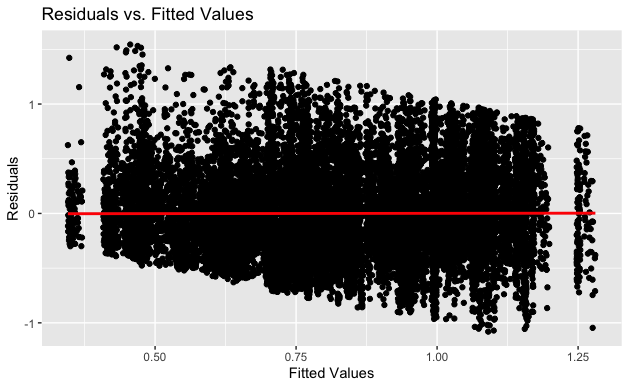 Residuals vs. Fitted Values
Residuals
1
0
-1
0.50 0.75 1.00 1.25
Fitted Values